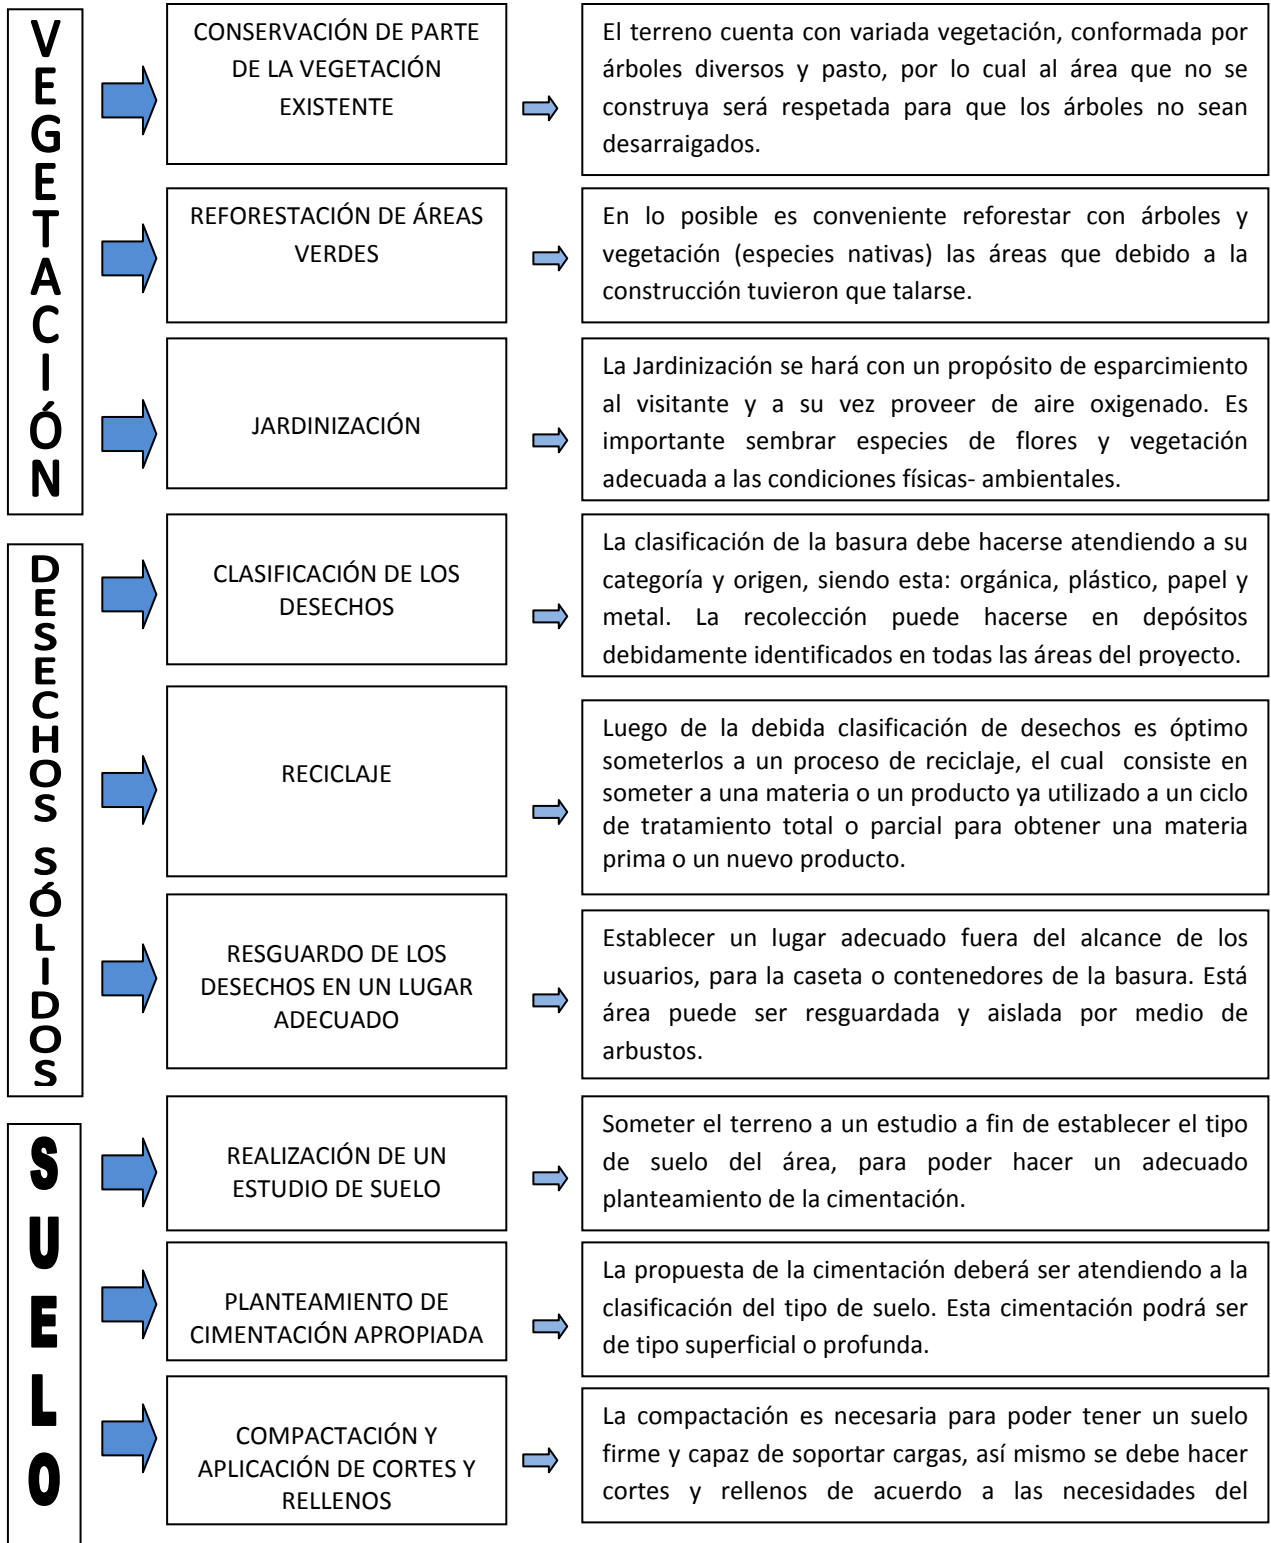 VEGETACIÓN
CONSERVACIÓN DE PARTE
DE LA VEGETACIÓN
EXISTENTE
El terreno cuenta con variada vegetación, conformada por
árboles diversos y pasto, por lo cual al área que no se
construya será respetada para que los árboles no sean
desarraigados.
REFORESTACIÓN DE ÁREAS
VERDES
En lo posible es conveniente reforestar con árboles y
vegetación (especies nativas) las áreas que debido a la
construcción tuvieron que talarse.
JARDINIZACIÓN
La Jardinización se hará con un propósito de esparcimiento
al visitante y a su vez proveer de aire oxigenado. Es
importante sembrar especies de flores y vegetación
adecuada a las condiciones físicas- ambientales.
DESECHOS SÓLIDOS
CLASIFICACIÓN DE LOS
DESECHOS
La clasificación de la basura debe hacerse atendiendo a su
categoría y origen, siendo esta: orgánica, plástico, papel y
metal. La recolección puede hacerse en depósitos
debidamente identificados en todas las áreas del proyecto.
RECICLAJE
Luego de la debida clasificación de desechos es óptimo
someterlos a un proceso de reciclaje, el cual consiste en
someter a una materia o un producto ya utilizado a un ciclo
de tratamiento total o parcial para obtener una materia
prima o un nuevo producto.
RESGUARDO DE LOS
DESECHOS EN UN LUGAR
ADECUADO
Establecer un lugar adecuado fuera del alcance de los
usuarios, para la caseta o contenedores de la basura. Está
área puede ser resguardada y aislada por medio de
arbustos.
SUELO
REALIZACIÓN DE UN
ESTUDIO DE SUELO
Someter el terreno a un estudio a fin de establecer el tipo
de suelo del área, para poder hacer un adecuado
planteamiento de la cimentación.
PLANTEAMIENTO DE
CIMENTACIÓN APROPIADA
La propuesta de la cimentación deberá ser atendiendo a la
clasificación del tipo de suelo. Esta cimentación podrá ser
de tipo superficial o profunda.
COMPACTACIÓN Y
APLICACIÓN DE CORTES Y
RELLENOS
La compactación es necesaria para poder tener un suelo
firme y capaz de soportar cargas, así mismo se debe hacer
cortes y rellenos de acuerdo a las necesidades del